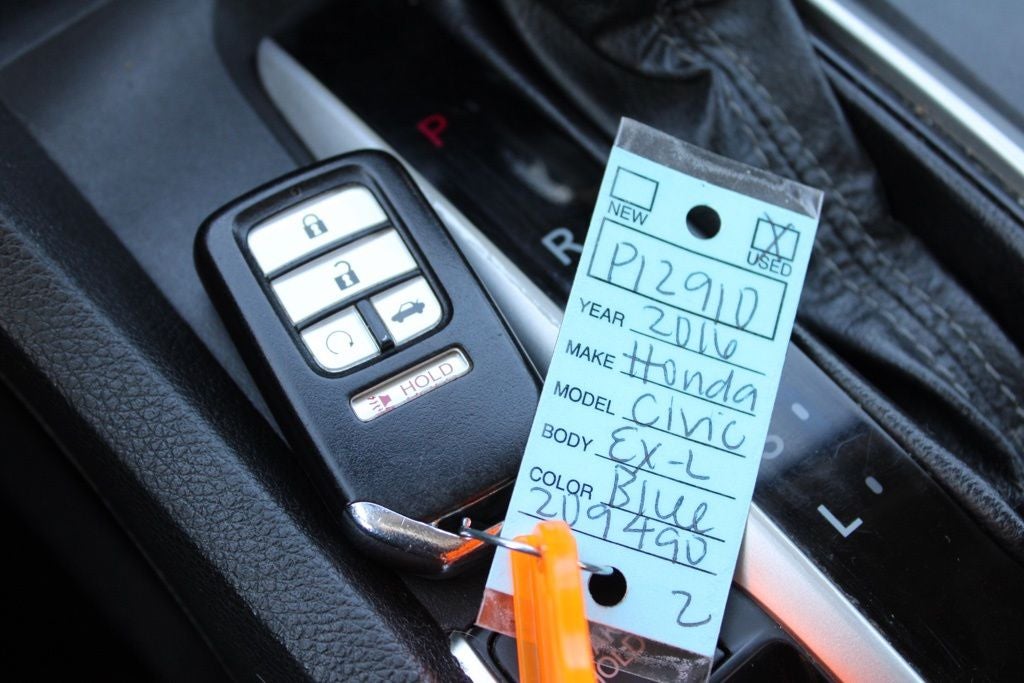 P
R
L
HOLD
NEW
X USED
P12910
YEAR 2016
MAKE Honda
MODEL Civic
BODY EX-L
COLOR Blue
209490
2